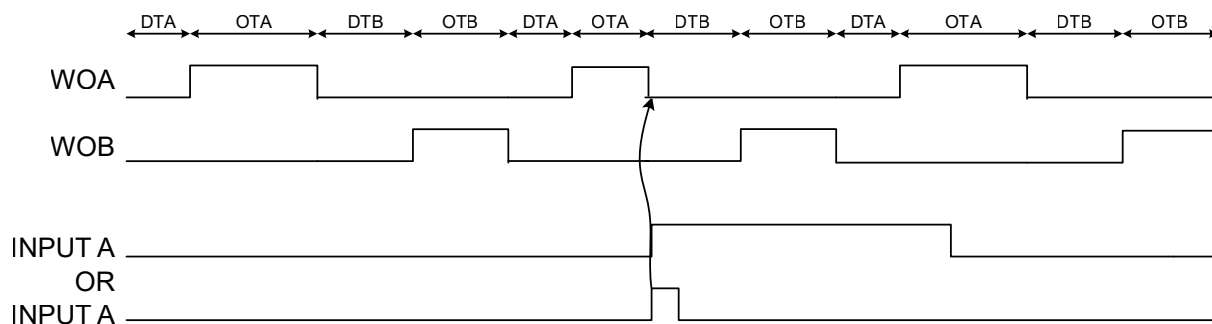 DTA OTA DTB OTB DTA OTA DTB OTB DTA OTA DTB OTB
WOA
WOB
INPUT A
OR
INPUT A